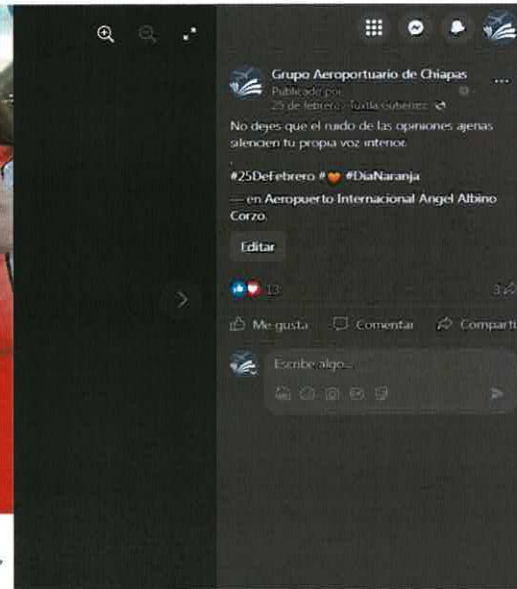 Grupo Aeroportuario de Chiapas
Publicado por
25 de febrero · Tuxtla Gutiérrez
No dejes que el ruido de las opiniones ajenas
silencien tu propia voz interior.
.
#25DeFebrero #🧡 #DiaNaranja
— en Aeropuerto Internacional Ángel Albino
Corzo.
Editar
13
3
Me gusta Comentar Comparti
Escribe algo...